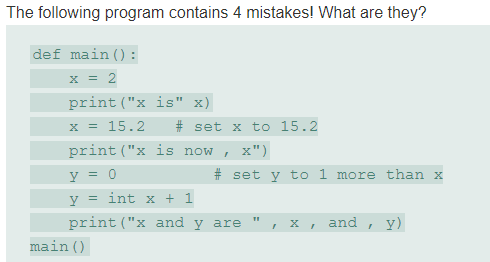 The following program contains 4 mistakes! What are they?
def main():
    x = 2
    print("x is" x)
    x = 15.2   # set x to 15.2
    print("x is now , x")
    y = 0          # set y to 1 more than x
    y = int x + 1
    print("x and y are " , x , and , y)
main()